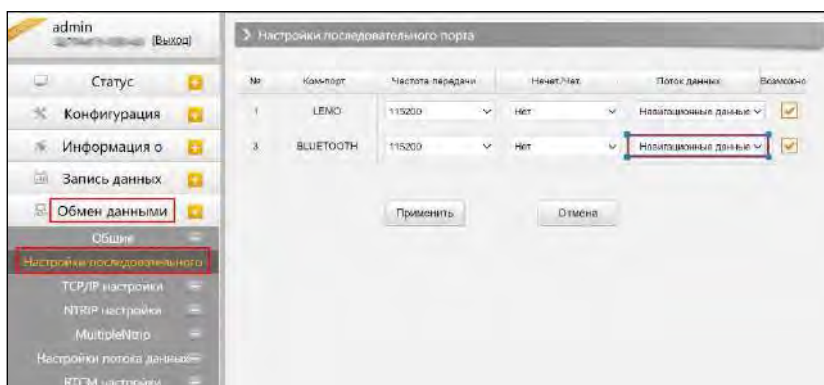 admin
(Выход)
Настройки последовательного порта
Статус
Конфигурация
Информация о
Запись данных
Обмен данными
Общие
Настройки последовательного
TCP/IP настройки
NTRIP настройки
MultipleNtrip
Настройки потока данных
RTCM настройки
№ Ком-порт Частота передачи Нечет./Чет. Поток данных Возможно
1 LEMO 115200 Нет Навигационные данные
3 BLUETOOTH 115200 Нет Навигационные данные
Применить Отмена